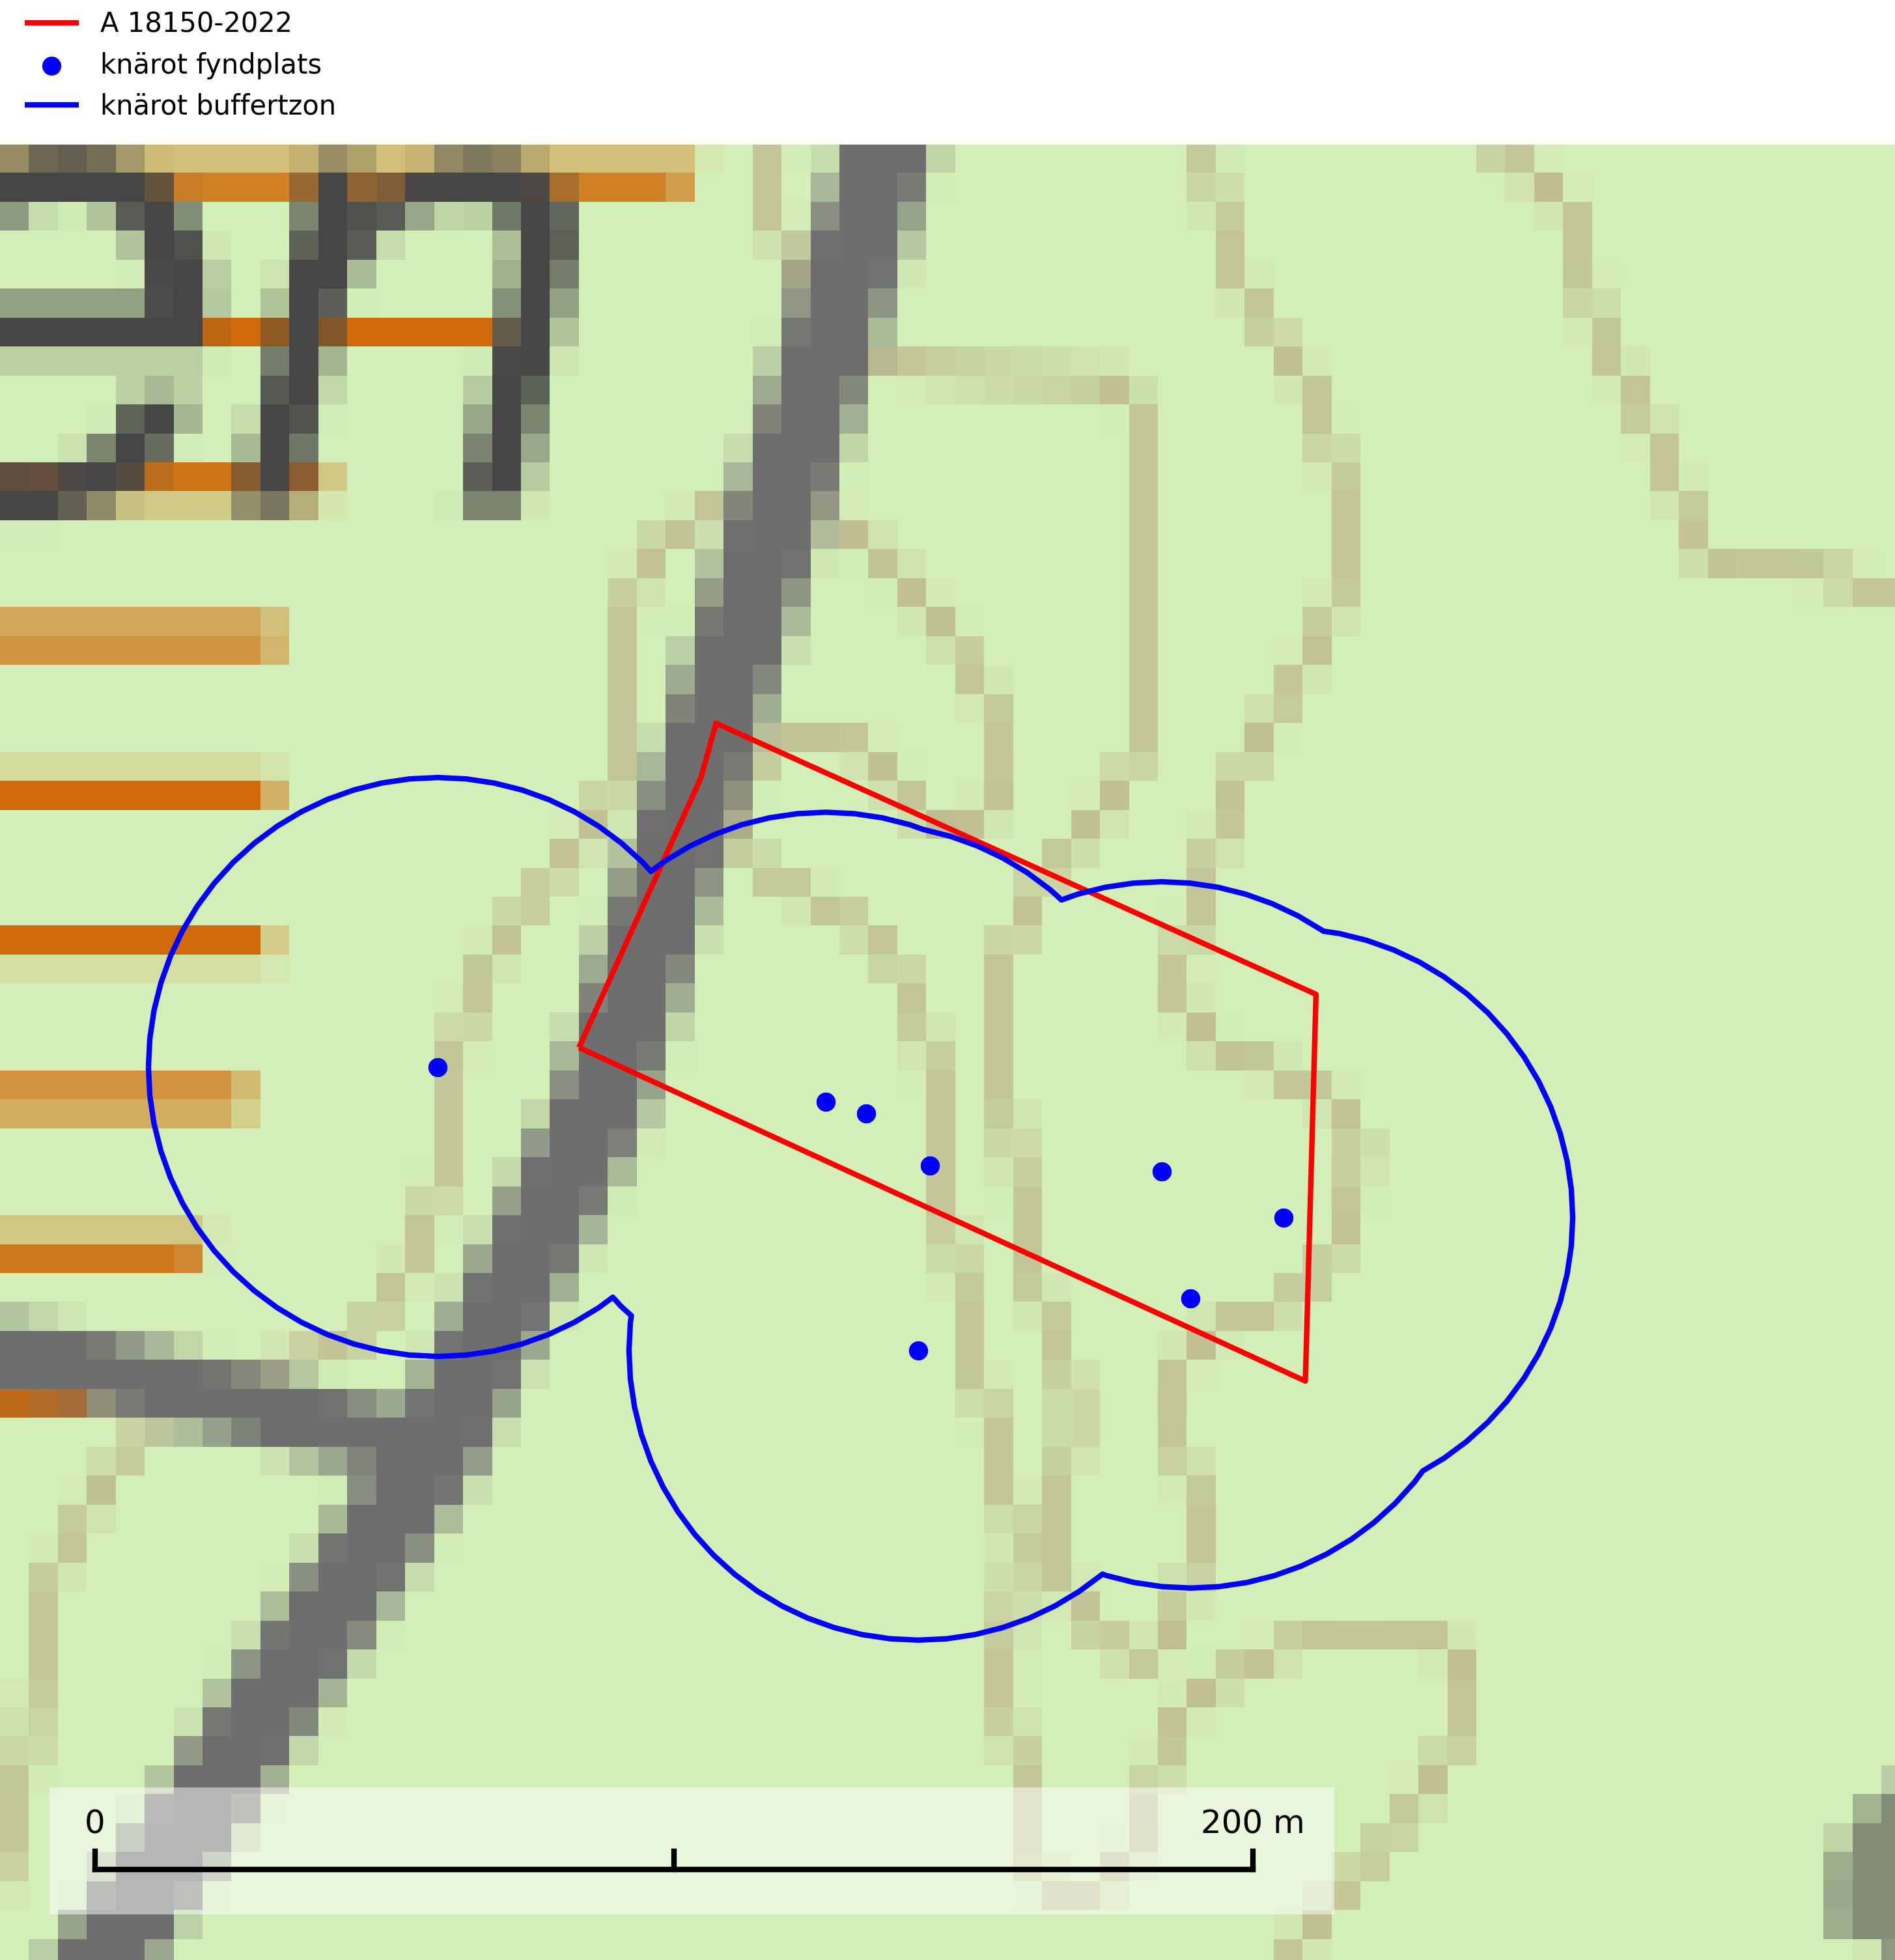 A 18150-2022
knärot fyndplats
knärot buffertzon
0 200 m